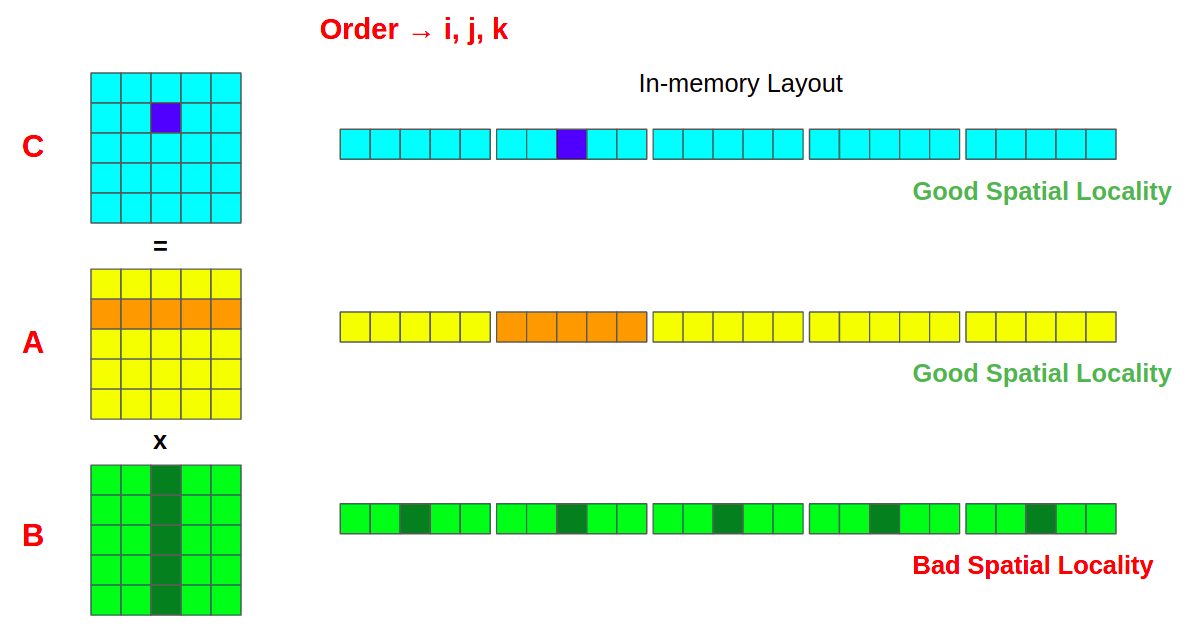 Order → i, j, k
In-memory Layout
C
Good Spatial Locality
=
A
Good Spatial Locality
x
B
Bad Spatial Locality